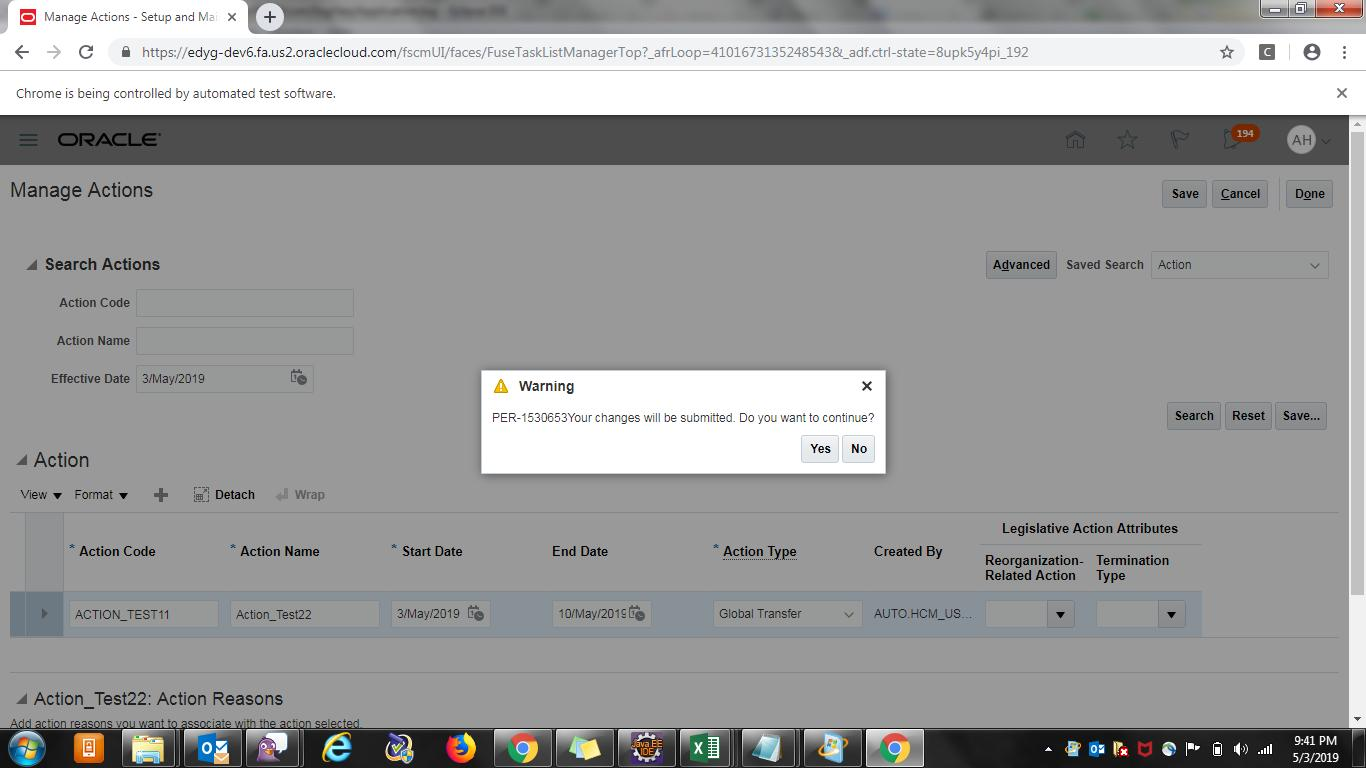 Manage Actions - Setup and Mai
https://edyg-dev6.fa.us2.oraclecloud.com/fscmUI/faces/FuseTaskListManagerTop?_afrLoop=4101673135248543&_adf.ctrl-state=8upk5y4pi_192
C
Chrome is being controlled by automated test software.
ORACLE
194
AH
Manage Actions
Save
Cancel
Done
Search Actions
Advanced
Saved Search
Action
Action Code
Action Name
Effective Date
3/May/2019
Warning
PER-1530653Your changes will be submitted. Do you want to continue?
Yes
No
Search
Reset
Save...
Action
View
Format
Detach
Wrap
Legislative Action Attributes
* Action Code
* Action Name
* Start Date
End Date
* Action Type
Created By
Reorganization-
Related Action
Termination
Type
ACTION_TEST11
Action_Test22
3/May/2019
10/May/2019
Global Transfer
AUTO.HCM_US...
Action_Test22: Action Reasons
Add action reasons you want to associate with the action selected.
Java EE
IDE
9:41 PM
5/3/2019